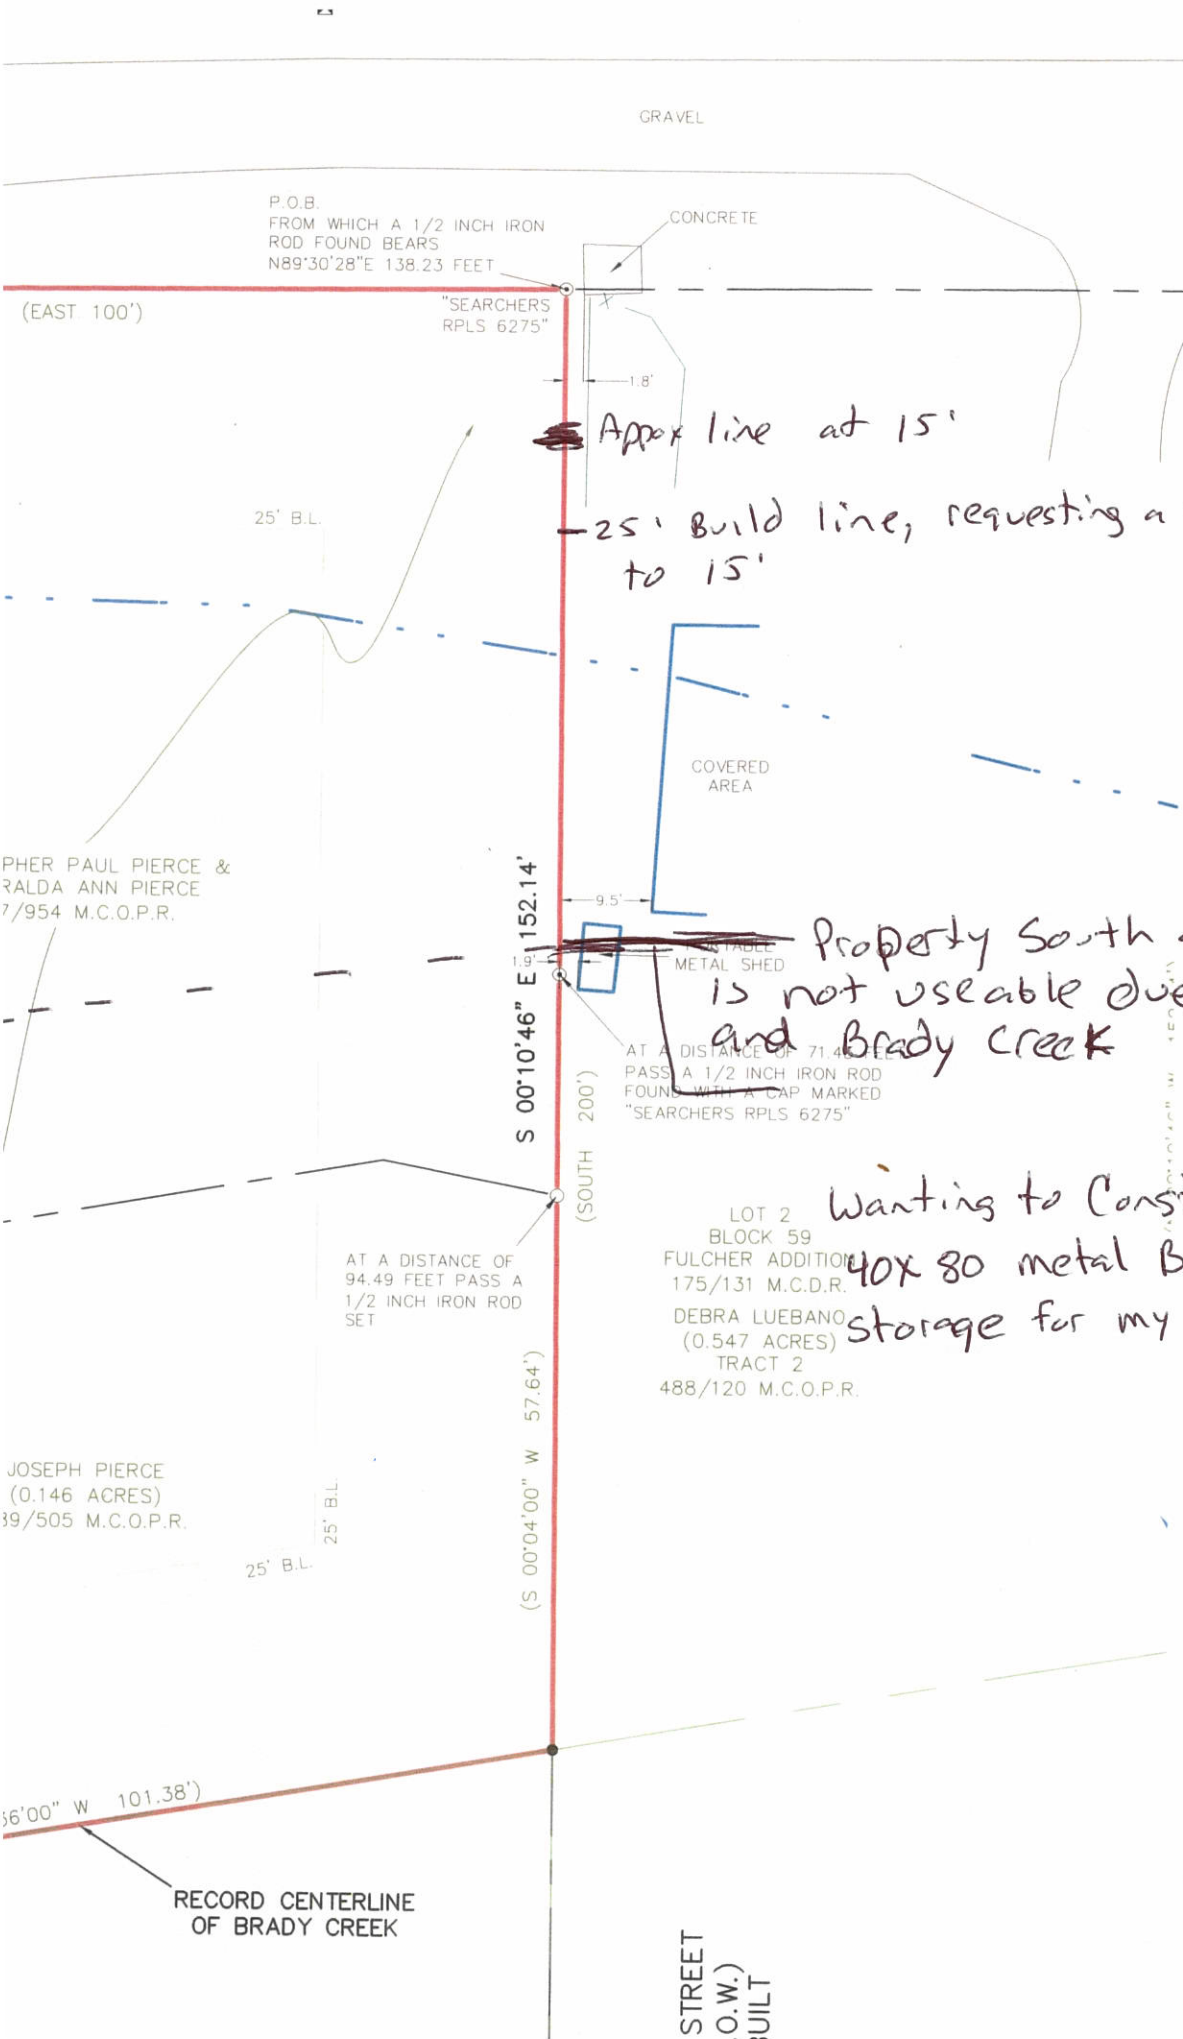 GRAVEL
P.O.B.
FROM WHICH A 1/2 INCH IRON
ROD FOUND BEARS
N89°30'28"E 138.23 FEET
CONCRETE
(EAST 100')
"SEARCHERS
RPLS 6275"
X
1.8'
Appox line at 15'
25' B.L.
25' Build line, requesting a
to 15'
COVERED
AREA
PHER PAUL PIERCE &
RALDA ANN PIERCE
7/954 M.C.O.P.R.
S 00°10'46" E 152.14'
9.5'
Property South
1.9'
METAL SHED
is not useable due
and Brady Creek
AT A DISTANCE OF 71.4
PASS A 1/2 INCH IRON ROD
FOUND WITH A CAP MARKED
"SEARCHERS RPLS 6275"
(SOUTH 200')
Wanting to Const
40x80 metal B
storage for my
LOT 2
BLOCK 59
FULCHER ADDITION
175/131 M.C.D.R.
DEBRA LUEBANO
(0.547 ACRES)
TRACT 2
488/120 M.C.O.P.R.
AT A DISTANCE OF
94.49 FEET PASS A
1/2 INCH IRON ROD
SET
(S 00°04'00" W 57.64')
JOSEPH PIERCE
(0.146 ACRES)
39/505 M.C.O.P.R.
25' B.L.
25' B.L.
56'00" W 101.38')
RECORD CENTERLINE
OF BRADY CREEK
STREET
O.W.)
BUILT